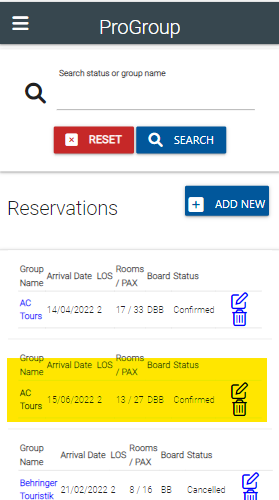 ProGroup
Search status or group name
RESET
SEARCH
Reservations
ADD NEW
Group Name Arrival Date LOS Rooms / PAX Board Status
AC Tours 14/04/2022 2 17 / 33 DBB Confirmed
Group Name Arrival Date LOS Rooms / PAX Board Status
AC Tours 15/06/2022 2 13 / 27 DBB Confirmed
Group Name Arrival Date LOS Rooms / PAX Board Status
Behringer Touristik 21/02/2022 2 8 / 16 BB Cancelled